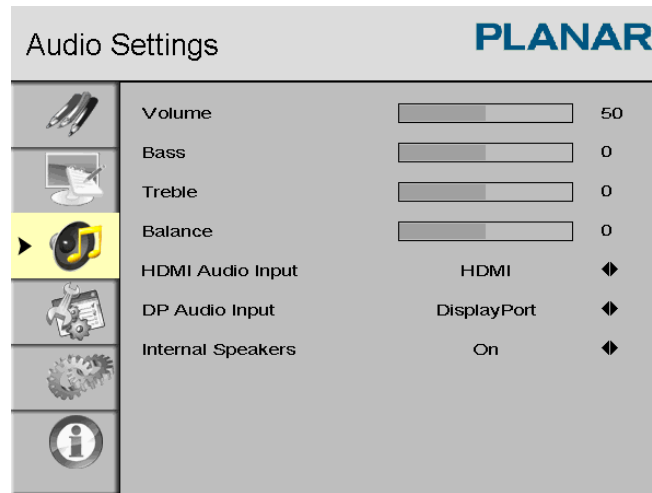 Audio Settings PLANAR
Volume 50
Bass 0
Treble 0
Balance 0
HDMI Audio Input HDMI
DP Audio Input DisplayPort
Internal Speakers On